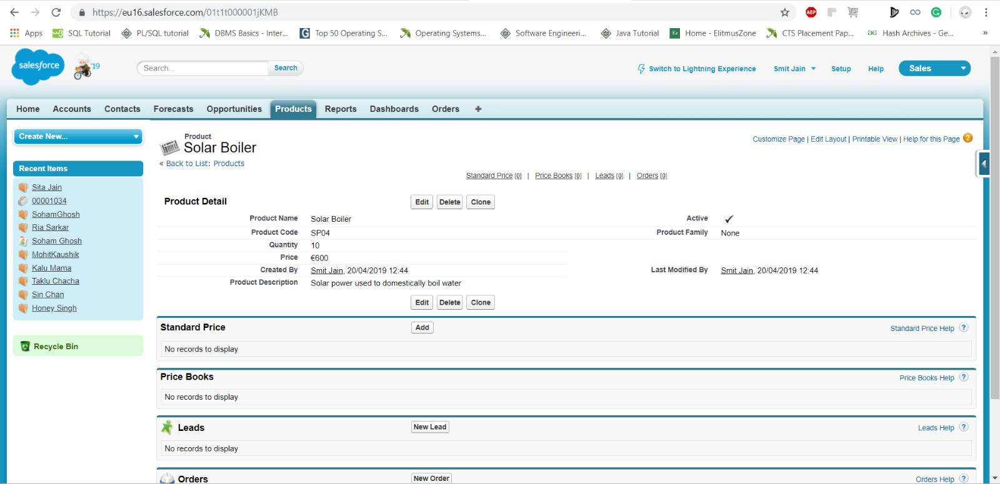 https://eu16.salesforce.com/01t1t000001jKMB
ABP
Apps SQL Tutorial PL/SQL tutorial DBMS Basics - Inter... Top 50 Operating S... Operating Systems... Software Engineeri... Java Tutorial Home - ElitmusZone CTS Placement Pap... Hash Archives - Ge... »
salesforce '19 Search... Search Switch to Lightning Experience Smit Jain Setup Help Sales
Home Accounts Contacts Forecasts Opportunities Products Reports Dashboards Orders +
Create New...
Recent Items
Sita Jain
00001034
SohamGhosh
Ria Sarkar
Soham Ghosh
MohitKaushik
Kalu Mama
Taklu Chacha
Sin Chan
Honey Singh
Recycle Bin
Product
Solar Boiler
Customize Page | Edit Layout | Printable View | Help for this Page ?
« Back to List: Products
Standard Price [0] | Price Books [0] | Leads [0] | Orders [0]
Product Detail Edit Delete Clone
Product Name Solar Boiler Active ✓
Product Code SP04 Product Family None
Quantity 10
Price €600
Created By Smit Jain, 20/04/2019 12:44 Last Modified By Smit Jain, 20/04/2019 12:44
Product Description Solar power used to domestically boil water
Edit Delete Clone
Standard Price Add Standard Price Help ?
No records to display
Price Books Price Books Help ?
No records to display
Leads New Lead Leads Help ?
No records to display
Orders New Order Orders Help ?